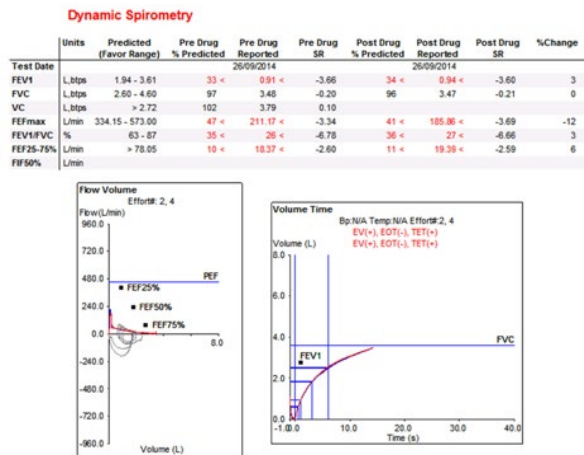 Dynamic Spirometry
Units Predicted (Favor Range) Pre Drug % Predicted Pre Drug Reported Pre Drug SR Post Drug % Predicted Post Drug Reported Post Drug SR %Change
Test Date 26/09/2014 26/09/2014
FEV1 L,btps 1.94 - 3.61 33 < 0.91 < -3.66 34 < 0.94 < -3.60 3
FVC L,btps 2.60 - 4.60 97 3.48 -0.20 96 3.47 -0.21 0
VC L,btps > 2.72 102 3.79 0.10
FEFmax L/min 334.15 - 573.00 47 < 211.17 < -3.34 41 < 185.86 < -3.69 -12
FEV1/FVC % 63 - 87 35 < 26 < -6.78 36 < 27 < -6.66 3
FEF25-75% L/min > 78.05 10 < 18.37 < -2.60 11 < 19.39 < -2.59 6
FIF50% L/min
Flow Volume
Effort#: 2, 4
Flow(L/min)
960.0
720.0
480.0
PEF
FEF25%
240.0
FEF50%
FEF75%
0.0
8.0
-240.0
-480.0
-720.0
-960.0
Volume (L)
Volume Time
Bp:N/A Temp:N/A Effort#:2, 4
EV(+), EOT(-), TET(+)
EV(+), EOT(-), TET(+)
Volume (L)
8.0
6.0
4.0
FVC
FEV1
2.0
0.0
-1.0 0.0 10.0 20.0 30.0 40.0
Time (s)